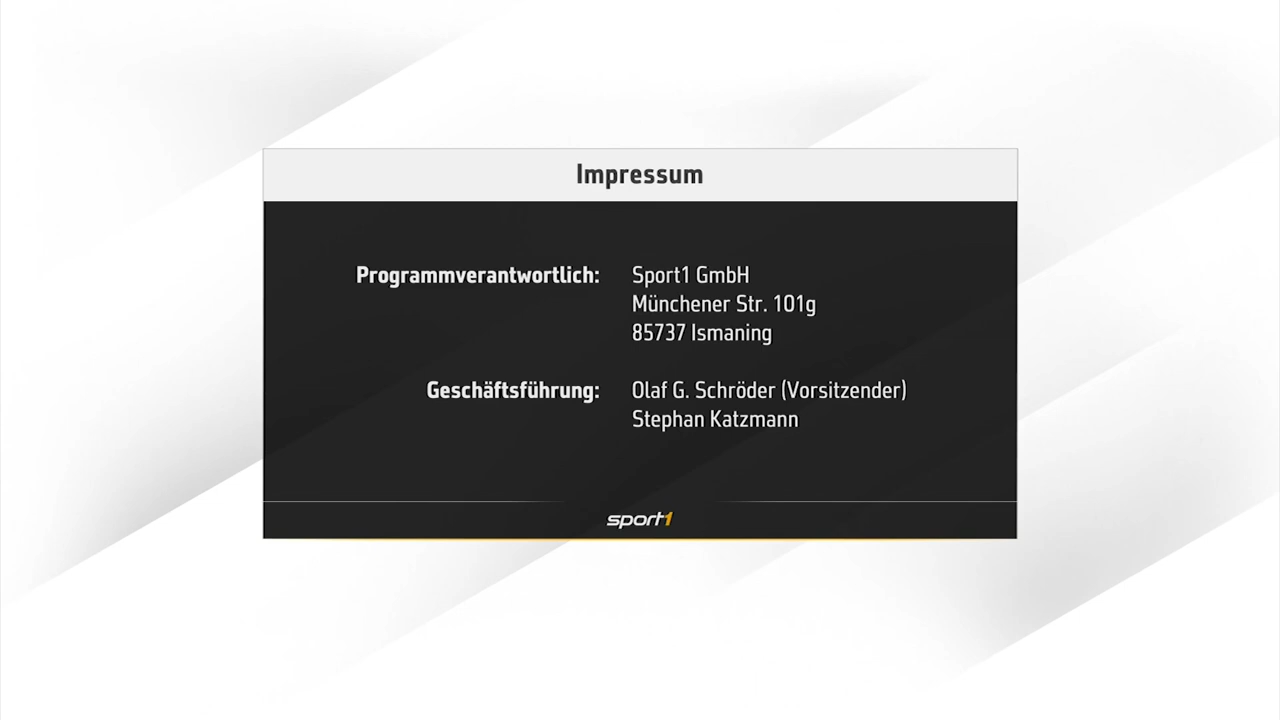 Impressum
Programmverantwortlich: Sport1 GmbH
Münchener Str. 101g
85737 Ismaning
Geschäftsführung: Olaf G. Schröder (Vorsitzender)
Stephan Katzmann
sport1